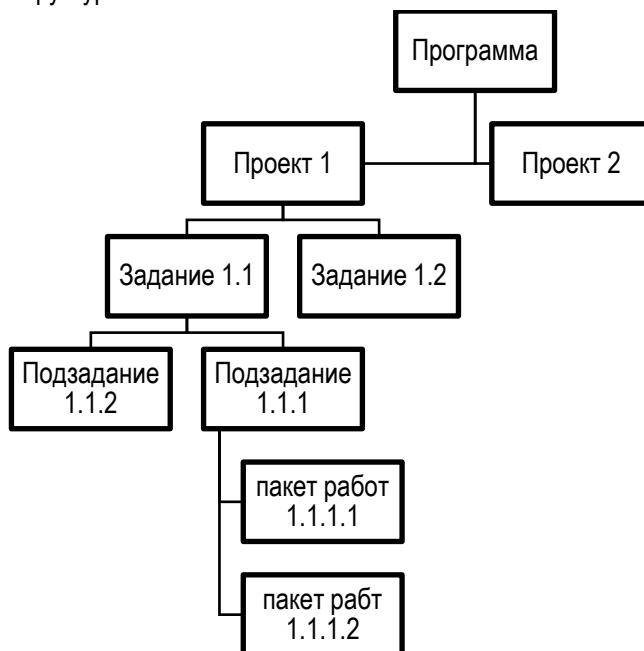 Программа
Проект 1
Проект 2
Задание 1.1
Задание 1.2
Подзадание
1.1.2
Подзадание
1.1.1
пакет работ
1.1.1.1
пакет рабт
1.1.1.2